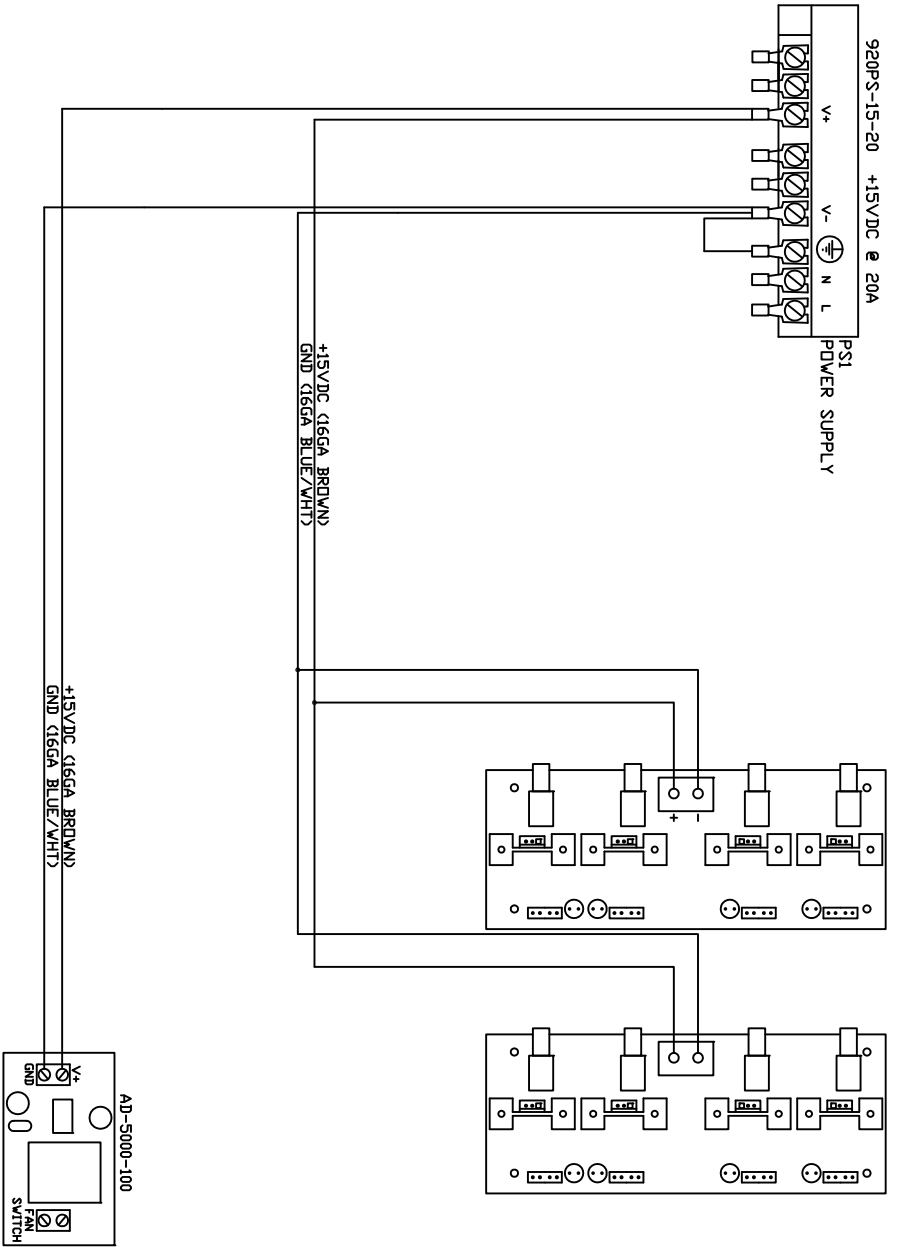 920PS-15-20 +15VDC @ 20A
V+
V-
N
L
PS1
POWER SUPPLY
+15VDC (16GA BROWN)
GND (16GA BLUE/WHT)
+15VDC (16GA BROWN)
GND (16GA BLUE/WHT)
+
-
V+
GND
AD-5000-100
FAN
SWITCH